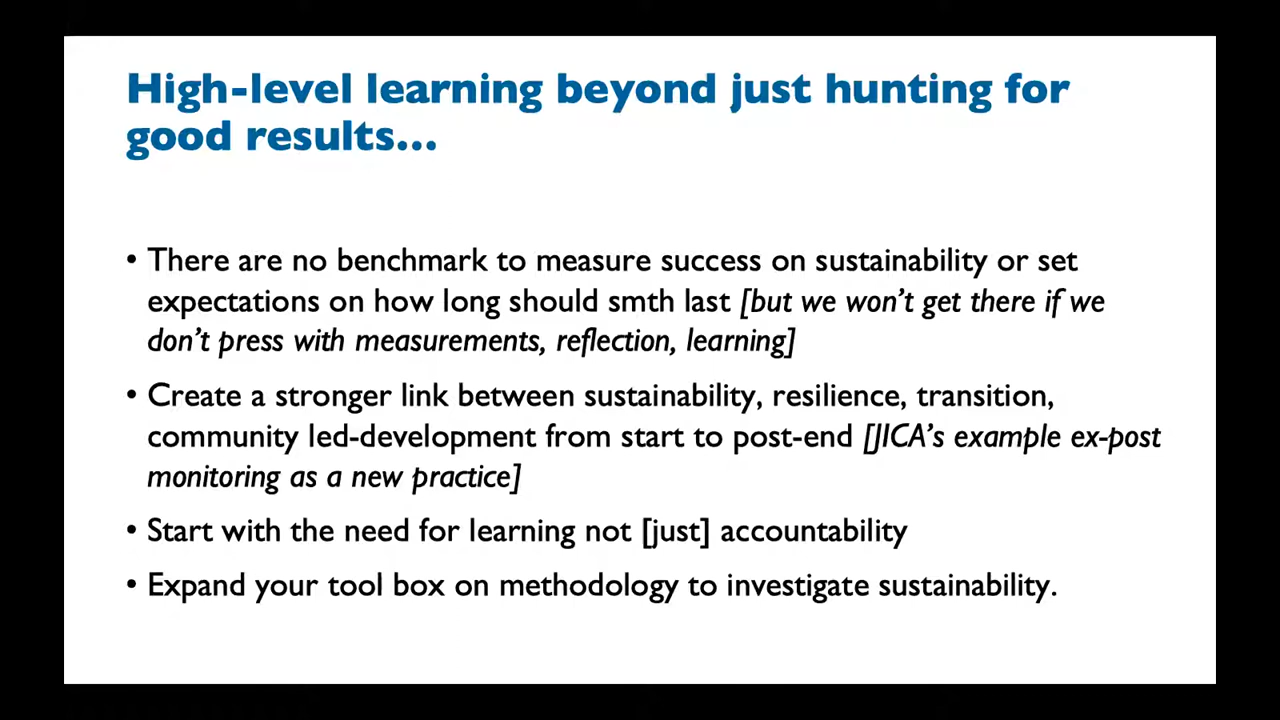 High-level learning beyond just hunting for
good results...
• There are no benchmark to measure success on sustainability or set
expectations on how long should smth last [but we won't get there if we
don't press with measurements, reflection, learning]
• Create a stronger link between sustainability, resilience, transition,
community led-development from start to post-end [JICA's example ex-post
monitoring as a new practice]
• Start with the need for learning not [just] accountability
• Expand your tool box on methodology to investigate sustainability.